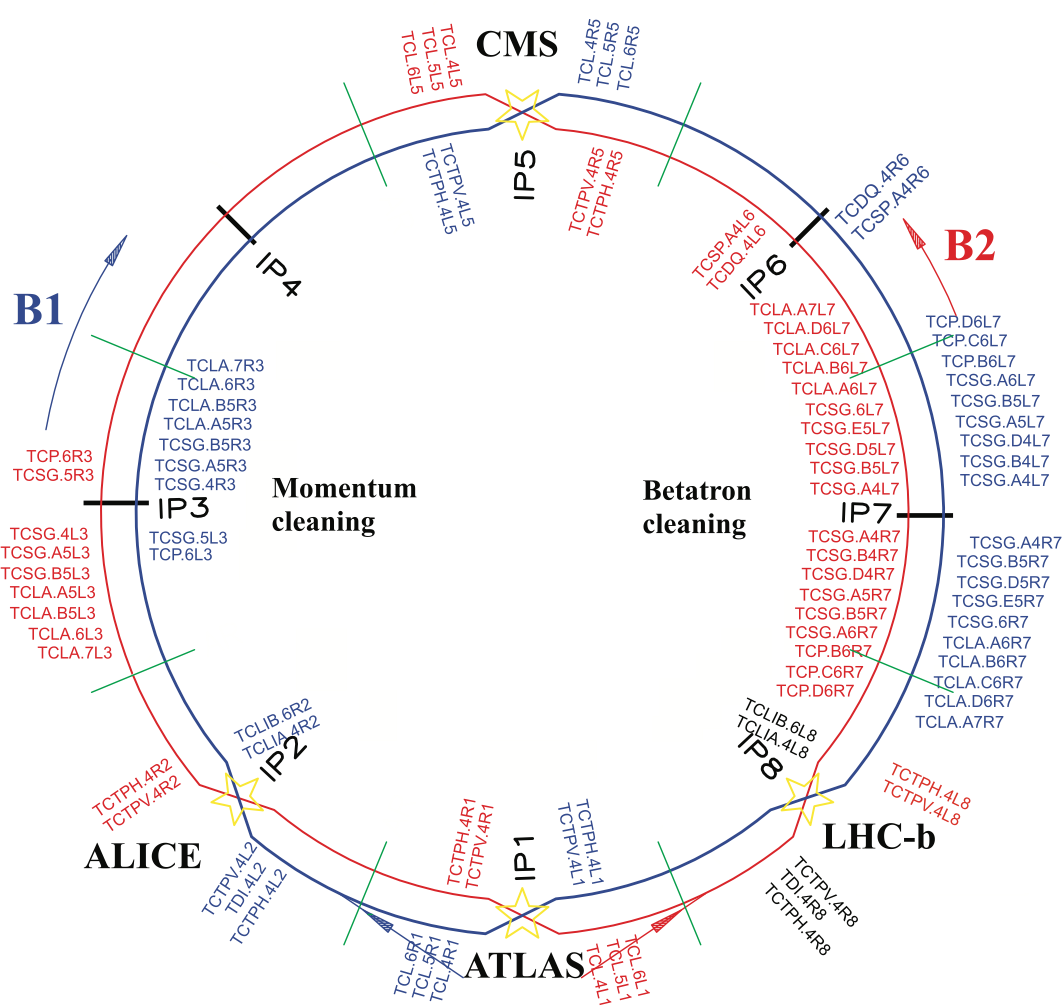 CMS
TCL.4L5
TCL.5L5
TCL.6L5
TCL.4R5
TCL.5R5
TCL.6R5
TCTPV.4L5
TCTPH.4L5
IP5
TCTPV.4R5
TCTPH.4R5
TCDQ.4R6
TCSP.A4R6
TCSP.A4L6
TCDQ.4L6
IP6
B2
IP4
B1
TCLA.7R3
TCLA.6R3
TCLA.B5R3
TCLA.A5R3
TCSG.B5R3
TCSG.A5R3
TCSG.4R3
TCP.6R3
TCSG.5R3
IP3
TCSG.5L3
TCP.6L3
TCSG.4L3
TCSG.A5L3
TCSG.B5L3
TCLA.A5L3
TCLA.B5L3
TCLA.6L3
TCLA.7L3
Momentum
cleaning
Betatron
cleaning
TCLA.A7L7
TCLA.D6L7
TCLA.C6L7
TCLA.B6L7
TCLA.A6L7
TCSG.6L7
TCSG.E5L7
TCSG.D5L7
TCSG.B5L7
TCSG.A4L7
TCP.D6L7
TCP.C6L7
TCP.B6L7
TCSG.A6L7
TCSG.B5L7
TCSG.A5L7
TCSG.D4L7
TCSG.B4L7
TCSG.A4L7
IP7
TCSG.A4R7
TCSG.B4R7
TCSG.D4R7
TCSG.A5R7
TCSG.B5R7
TCSG.A6R7
TCP.B6R7
TCP.C6R7
TCP.D6R7
TCSG.A4R7
TCSG.B5R7
TCSG.D5R7
TCSG.E5R7
TCSG.6R7
TCLA.A6R7
TCLA.B6R7
TCLA.C6R7
TCLA.D6R7
TCLA.A7R7
TCLIB.6R2
TCLIA.4R2
IP2
TCTPH.4R2
TCTPV.4R2
ALICE
TCTPV.4L2
TDI.4L2
TCTPH.4L2
TCLIB.6L8
TCLIA.4L8
IP8
TCTPH.4L8
TCTPV.4L8
LHC-b
TCTPV.4R8
TDI.4R8
TCTPH.4R8
TCTPH.4R1
TCTPV.4R1
IP1
TCTPH.4L1
TCTPV.4L1
ATLAS
TCL.6R1
TCL.5R1
TCL.4R1
TCL.6L1
TCL.5L1
TCL.4L1